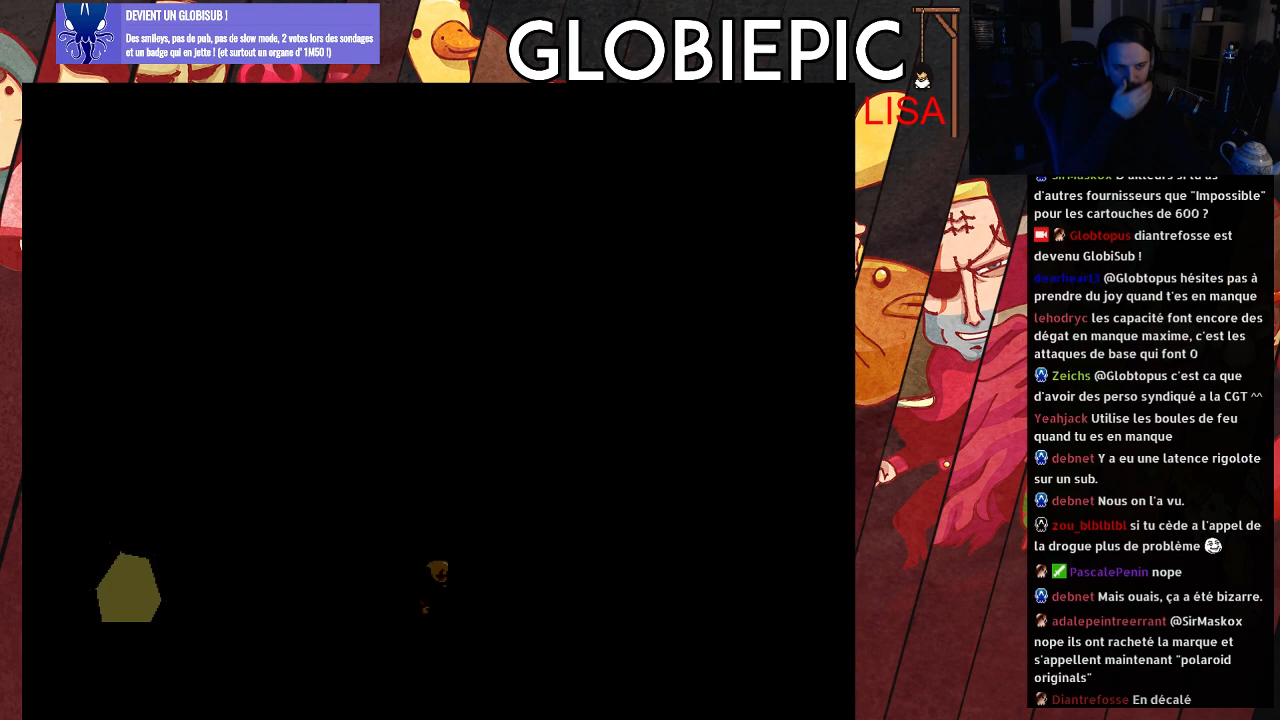 DEVIENT UN GLOBISUB !
Des smileys, pas de pub, pas de slow mode, 2 votes lors des sondages
et un badge qui en jette ! (et surtout un organe d' 1M50 !)
GLOBIEPIC
LISA
SirMaskox D'ailleurs si tu as
d'autres fournisseurs que "Impossible"
pour les cartouches de 600 ?
Globtopus diantrefosse est
devenu GlobiSub !
@Globtopus hésites pas à
prendre du joy quand t'es en manque
lehodryc les capacité font encore des
dégat en manque maxime, c'est les
attaques de base qui font 0
Zeichs @Globtopus c'est ca que
d'avoir des perso syndiqué a la CGT ^^
Yeahjack Utilise les boules de feu
quand tu es en manque
debnet Y a eu une latence rigolote
sur un sub.
debnet Nous on l'a vu.
zou_blblblbl si tu cède a l'appel de
la drogue plus de problème
PascalePenin nope
debnet Mais ouais, ça a été bizarre.
adalepeintreerrant @SirMaskox
nope ils ont racheté la marque et
s'appellent maintenant "polaroid
originals"
Diantrefosse En décalé